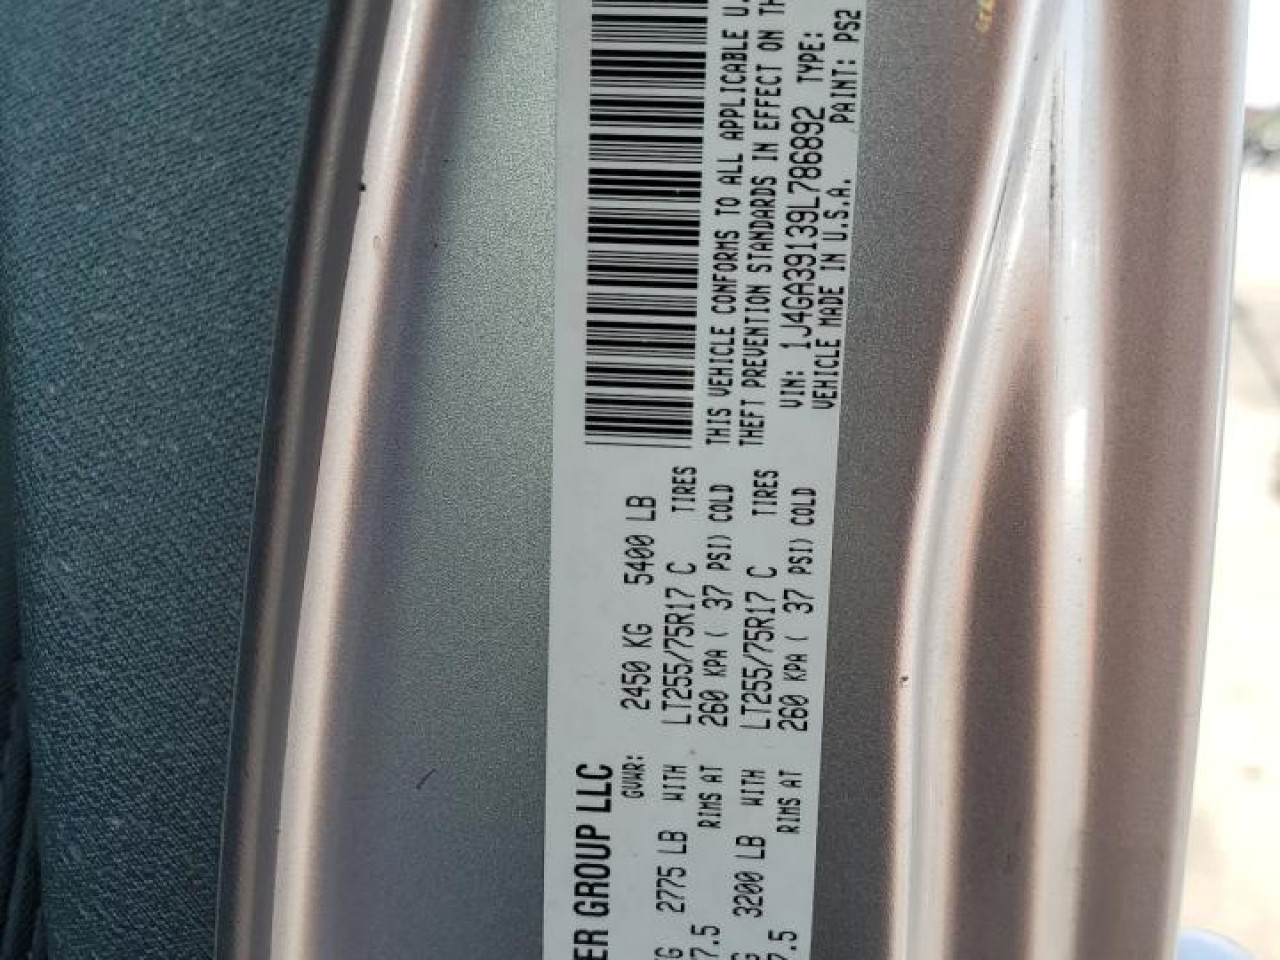 ER GROUP LLC
GVWR: 2450 KG 5400 LB
G 2775 LB WITH LT255/75R17 C TIRES
7.5 RIMS AT 260 KPA ( 37 PSI) COLD
G 3200 LB WITH LT255/75R17 C TIRES
7.5 RIMS AT 260 KPA ( 37 PSI) COLD
THIS VEHICLE CONFORMS TO ALL APPLICABLE U.
THEFT PREVENTION STANDARDS IN EFFECT ON TH
VIN: 1J4GA39139L786892 TYPE:
VEHICLE MADE IN U.S.A. PAINT: PS2